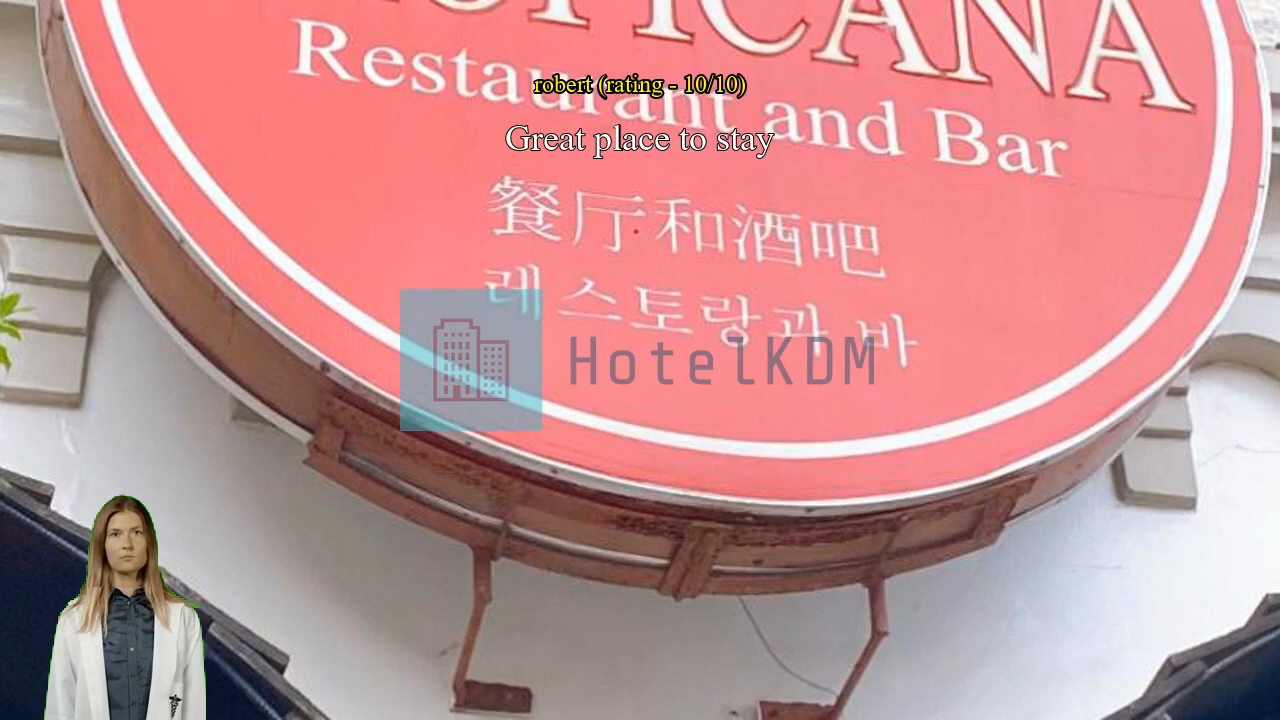 Restaurant and Bar
robert (rating - 10/10)
Great place to stay
餐厅和酒吧
레스토랑과 바
HotelKDM